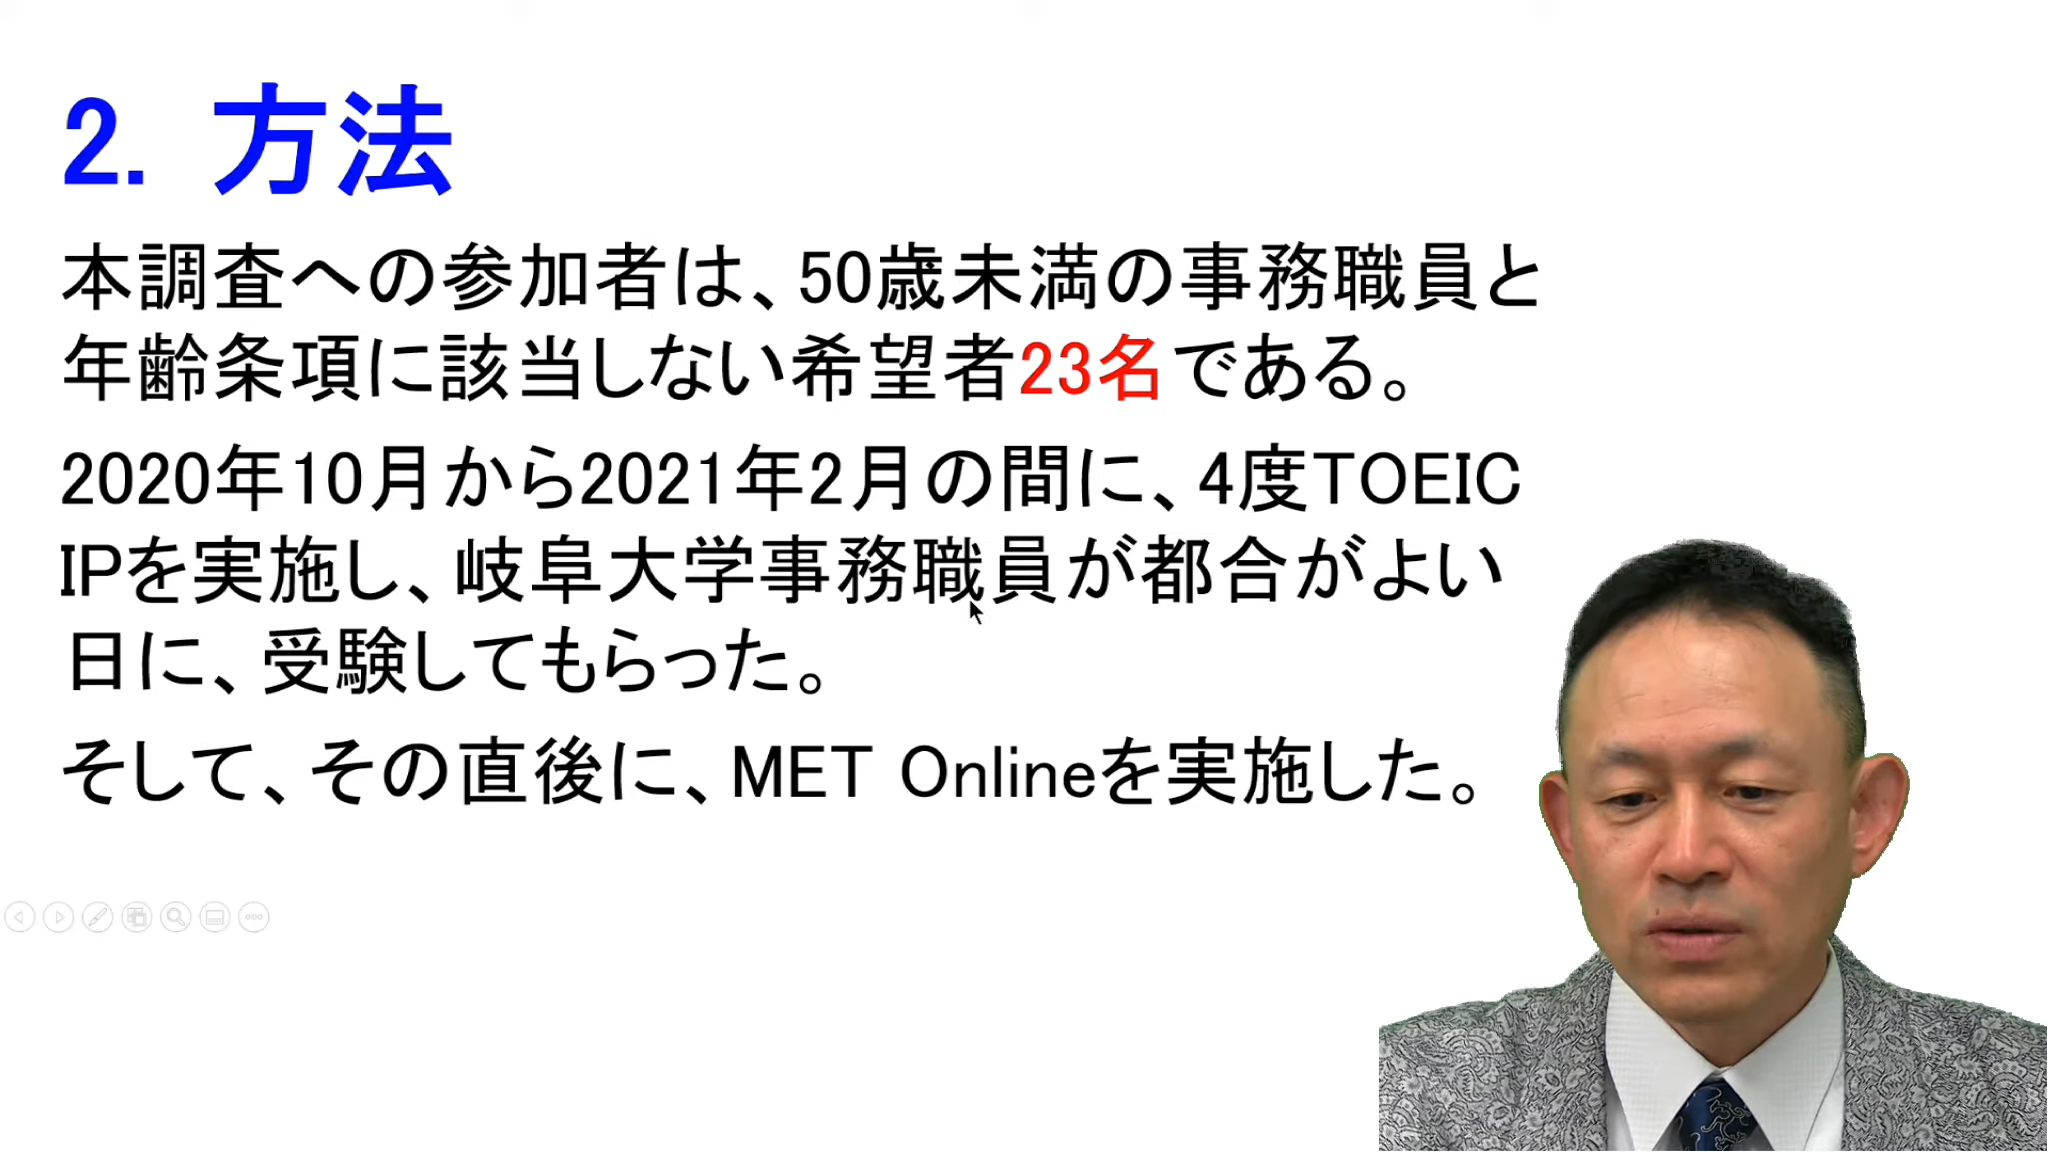 2. 方法
本調査への参加者は、50歳未満の事務職員と
年齢条項に該当しない希望者23名である。
2020年10月から2021年2月の間に、4度TOEIC
IPを実施し、岐阜大学事務職員が都合がよい
日に、受験してもらった。
そして、その直後に、MET Onlineを実施した。